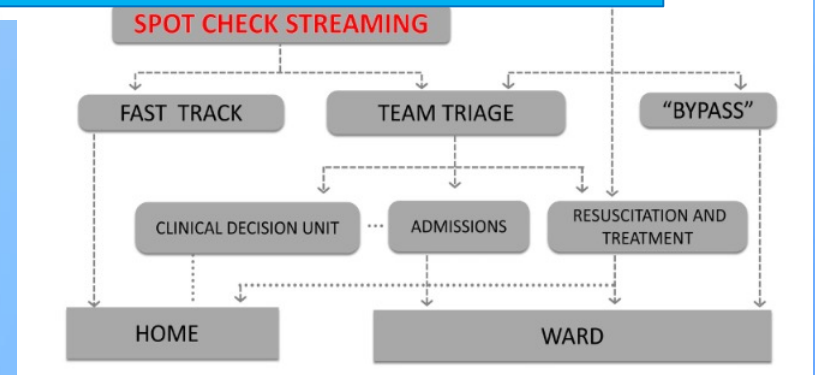 SPOT CHECK STREAMING
FAST TRACK
TEAM TRIAGE
"BYPASS"
CLINICAL DECISION UNIT
ADMISSIONS
RESUSCITATION AND
TREATMENT
HOME
WARD